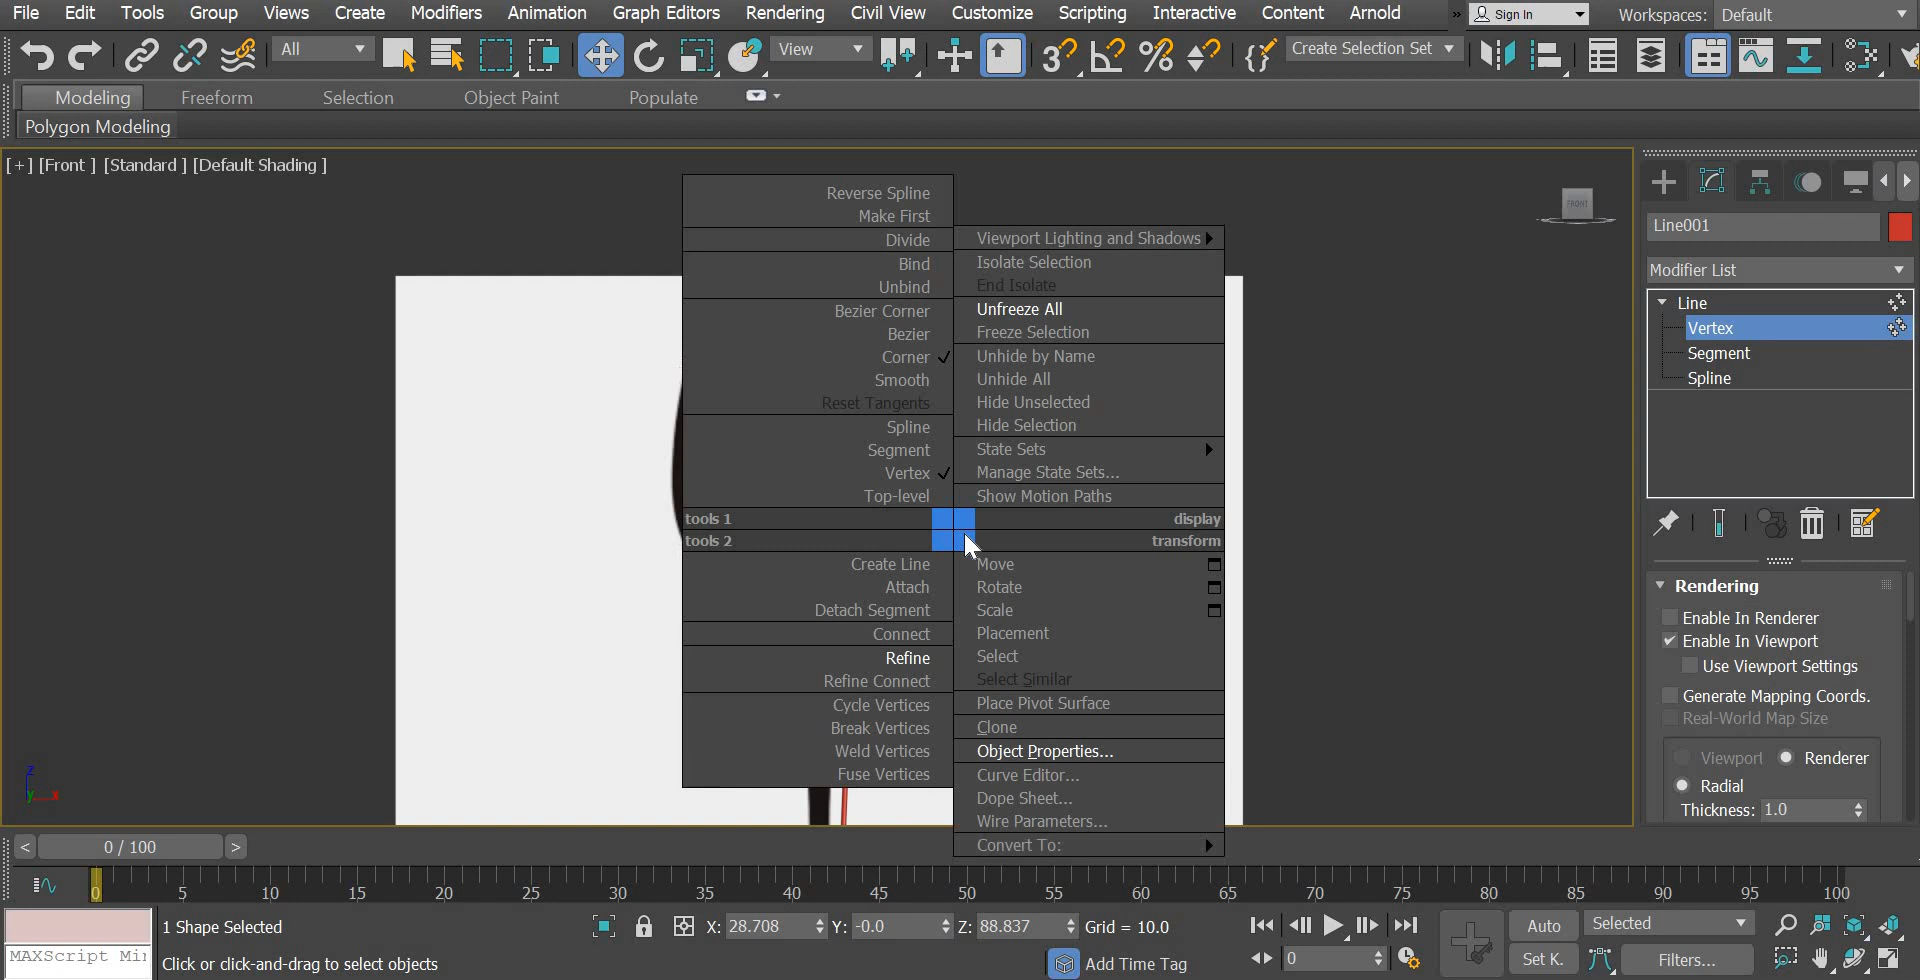 File Edit Tools Group Views Create Modifiers Animation Graph Editors Rendering Civil View Customize Scripting Interactive Content Arnold » Sign In Workspaces: Default
All View 3 Create Selection Set
Modeling Freeform Selection Object Paint Populate
Polygon Modeling
[+] [Front ] [Standard ] [Default Shading ]
FRONT
Line001
Modifier List
Line
Vertex
Segment
Spline
Reverse Spline
Make First
Divide
Bind
Unbind
Bezier Corner
Bezier
Corner
Smooth
Reset Tangents
Spline
Segment
Vertex
Top-level
tools 1
tools 2
Create Line
Attach
Detach Segment
Connect
Refine
Refine Connect
Cycle Vertices
Break Vertices
Weld Vertices
Fuse Vertices
Viewport Lighting and Shadows
Isolate Selection
End Isolate
Unfreeze All
Freeze Selection
Unhide by Name
Unhide All
Hide Unselected
Hide Selection
State Sets
Manage State Sets...
Show Motion Paths
display
transform
Move
Rotate
Scale
Placement
Select
Select Similar
Place Pivot Surface
Clone
Object Properties...
Curve Editor...
Dope Sheet...
Wire Parameters...
Convert To:
Rendering
Enable In Renderer
Enable In Viewport
Use Viewport Settings
Generate Mapping Coords.
Real-World Map Size
Viewport Renderer
Radial
Thickness: 1.0
z
y x
< 0 / 100 >
0 5 10 15 20 25 30 35 40 45 50 55 60 65 70 75 80 85 90 95 100
1 Shape Selected X: 28.708 Y: -0.0 Z: 88.837 Grid = 10.0 Auto Selected
MAXScript Mi Click or click-and-drag to select objects Add Time Tag 0 Set K. Filters...